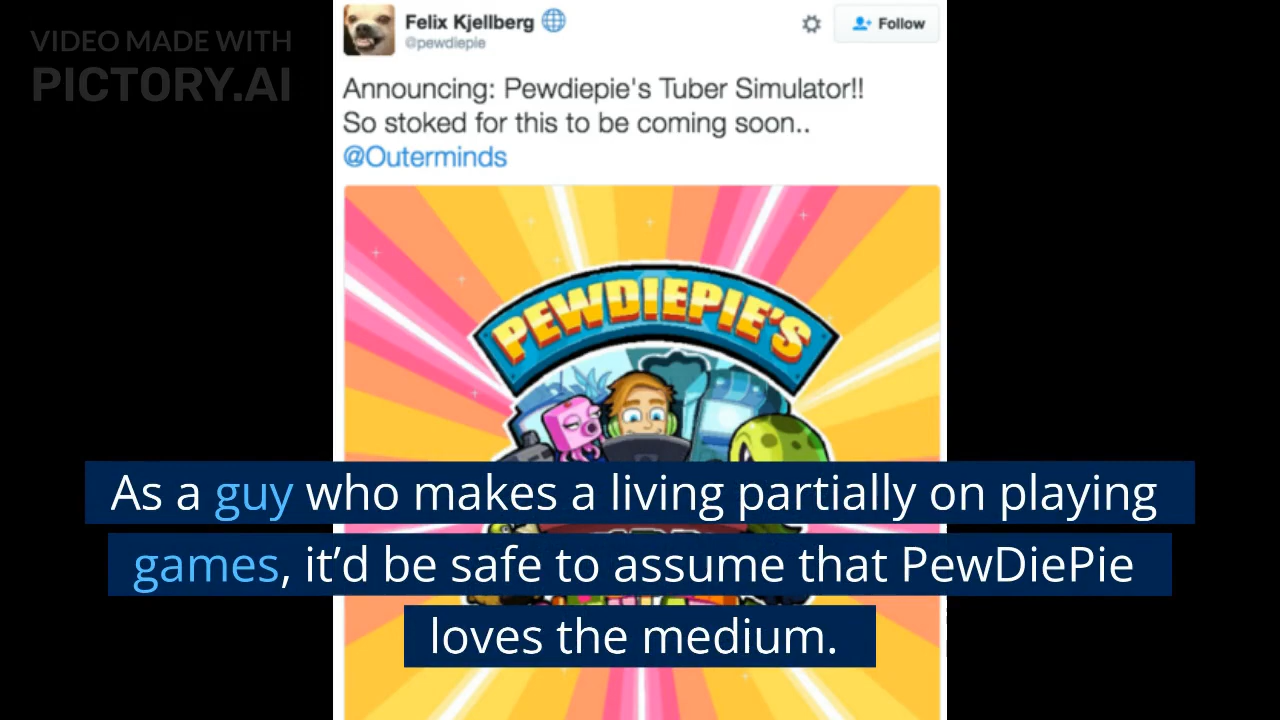 VIDEO MADE WITH
PICTORY.AI
Felix Kjellberg
@pewdiepie
Follow
Announcing: Pewdiepie's Tuber Simulator!!
So stoked for this to be coming soon..
@Outerminds
PEWDIEPIE'S
As a guy who makes a living partially on playing
games, it’d be safe to assume that PewDiePie
loves the medium.